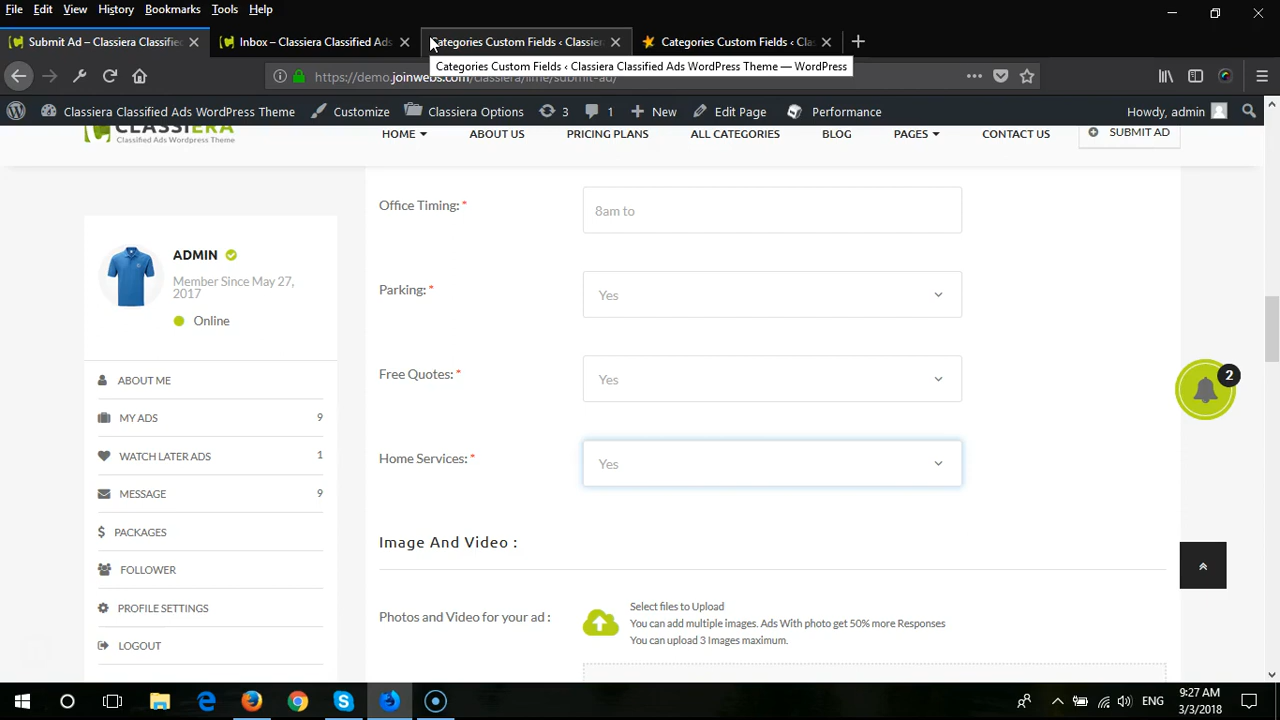 File Edit View History Bookmarks Tools Help
Submit Ad – Classiera Classifie
Inbox – Classiera Classified Ads
Categories Custom Fields ‹ Classier
Categories Custom Fields ‹ Clas
Categories Custom Fields ‹ Classiera Classified Ads WordPress Theme — WordPress
https://demo.joinwebs.com/classiera/lime/submit-ad/
Classiera Classified Ads WordPress Theme Customize Classiera Options 3 1 New Edit Page Performance Howdy, admin
CLASSIERA
Classified Ads Wordpress Theme
HOME ABOUT US PRICING PLANS ALL CATEGORIES BLOG PAGES CONTACT US SUBMIT AD
ADMIN
Member Since May 27,
2017
Online
ABOUT ME
MY ADS 9
WATCH LATER ADS 1
MESSAGE 9
PACKAGES
FOLLOWER
PROFILE SETTINGS
LOGOUT
Office Timing: *
8am to
Parking: *
Yes
Free Quotes: *
Yes
Home Services: *
Yes
Image And Video :
Photos and Video for your ad :
Select files to Upload
You can add multiple images. Ads With photo get 50% more Responses
You can upload 3 Images maximum.
2
ENG
9:27 AM
3/3/2018